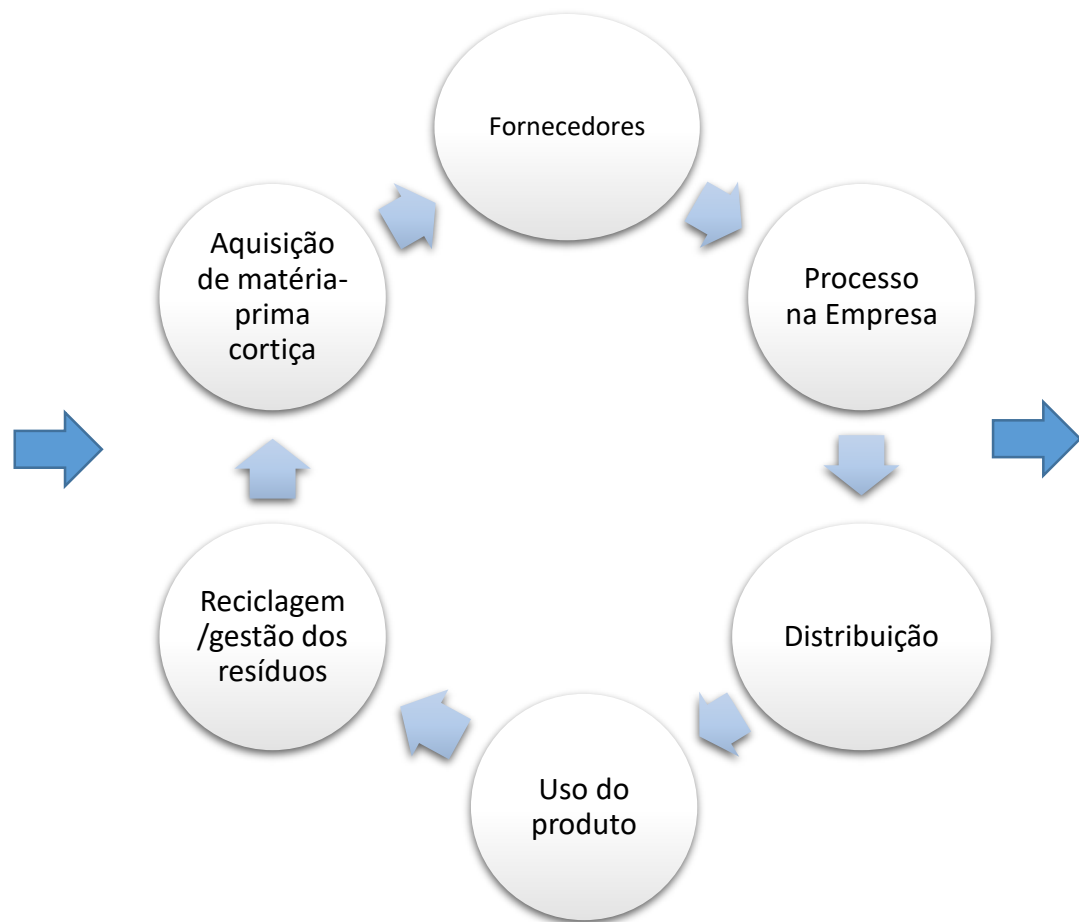 Fornecedores
Aquisição
de matéria-
prima
cortiça
Processo
na Empresa
Reciclagem
/gestão dos
resíduos
Distribuição
Uso do
produto